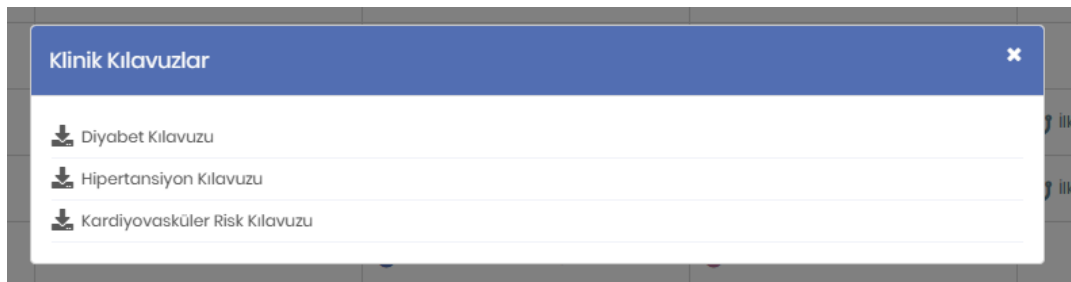 Klinik Kılavuzlar
Diyabet Kılavuzu
Hipertansiyon Kılavuzu
Kardiyovasküler Risk Kılavuzu